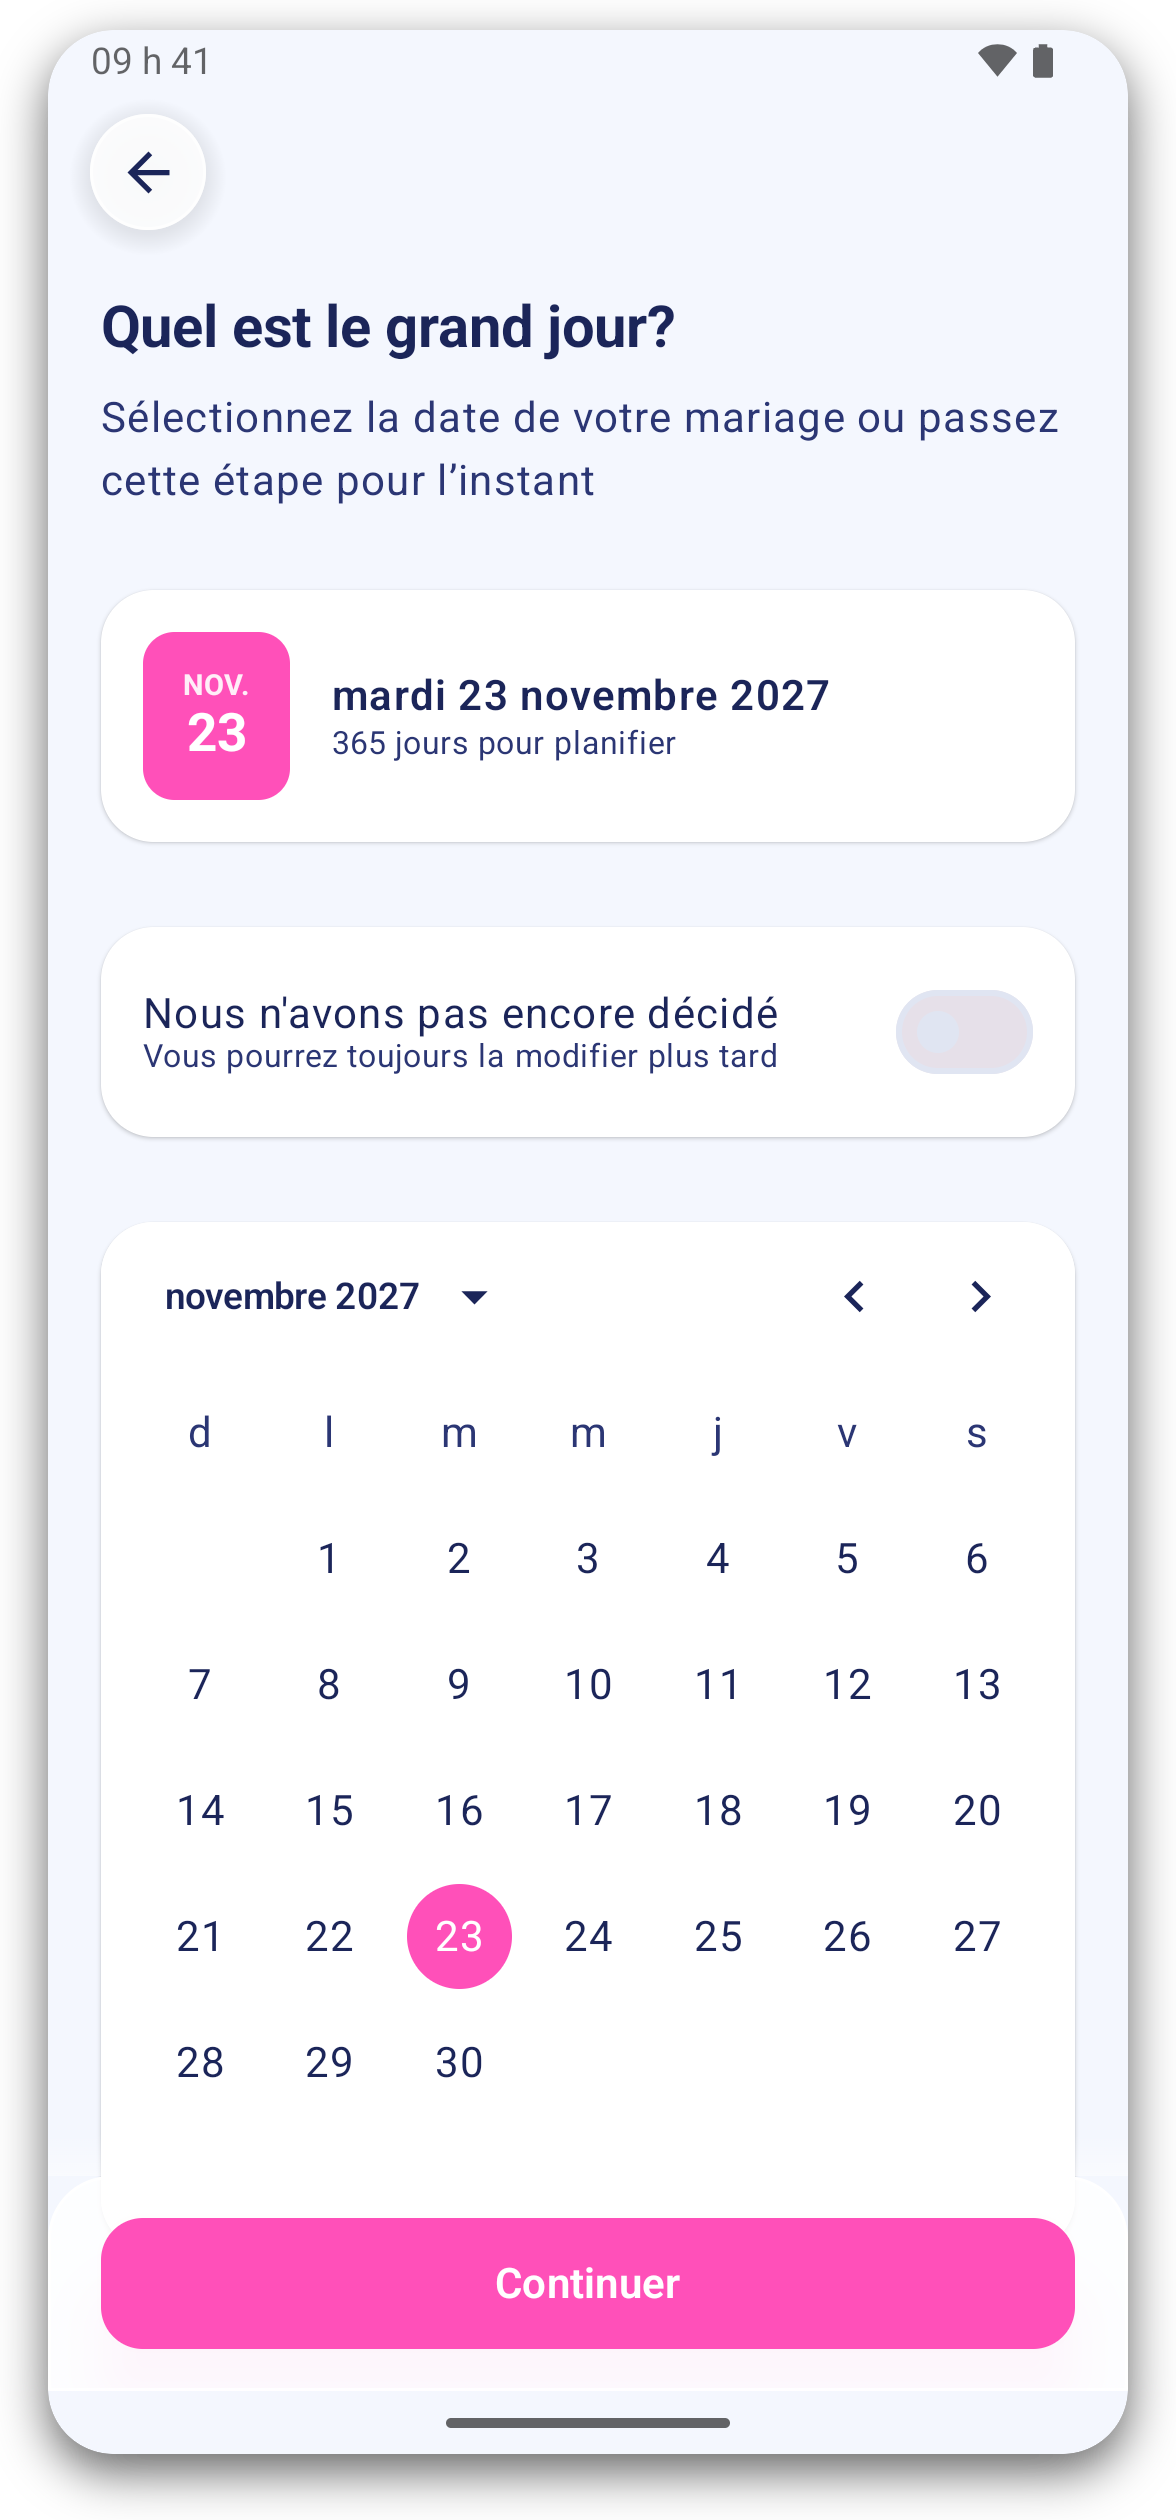 09 h 41
Quel est le grand jour?
Sélectionnez la date de votre mariage ou passez
cette étape pour l’instant
NOV.
23
mardi 23 novembre 2027
365 jours pour planifier
Nous n'avons pas encore décidé
Vous pourrez toujours la modifier plus tard
novembre 2027
d l m m j v s
1 2 3 4 5 6
7 8 9 10 11 12 13
14 15 16 17 18 19 20
21 22 23 24 25 26 27
28 29 30
Continuer